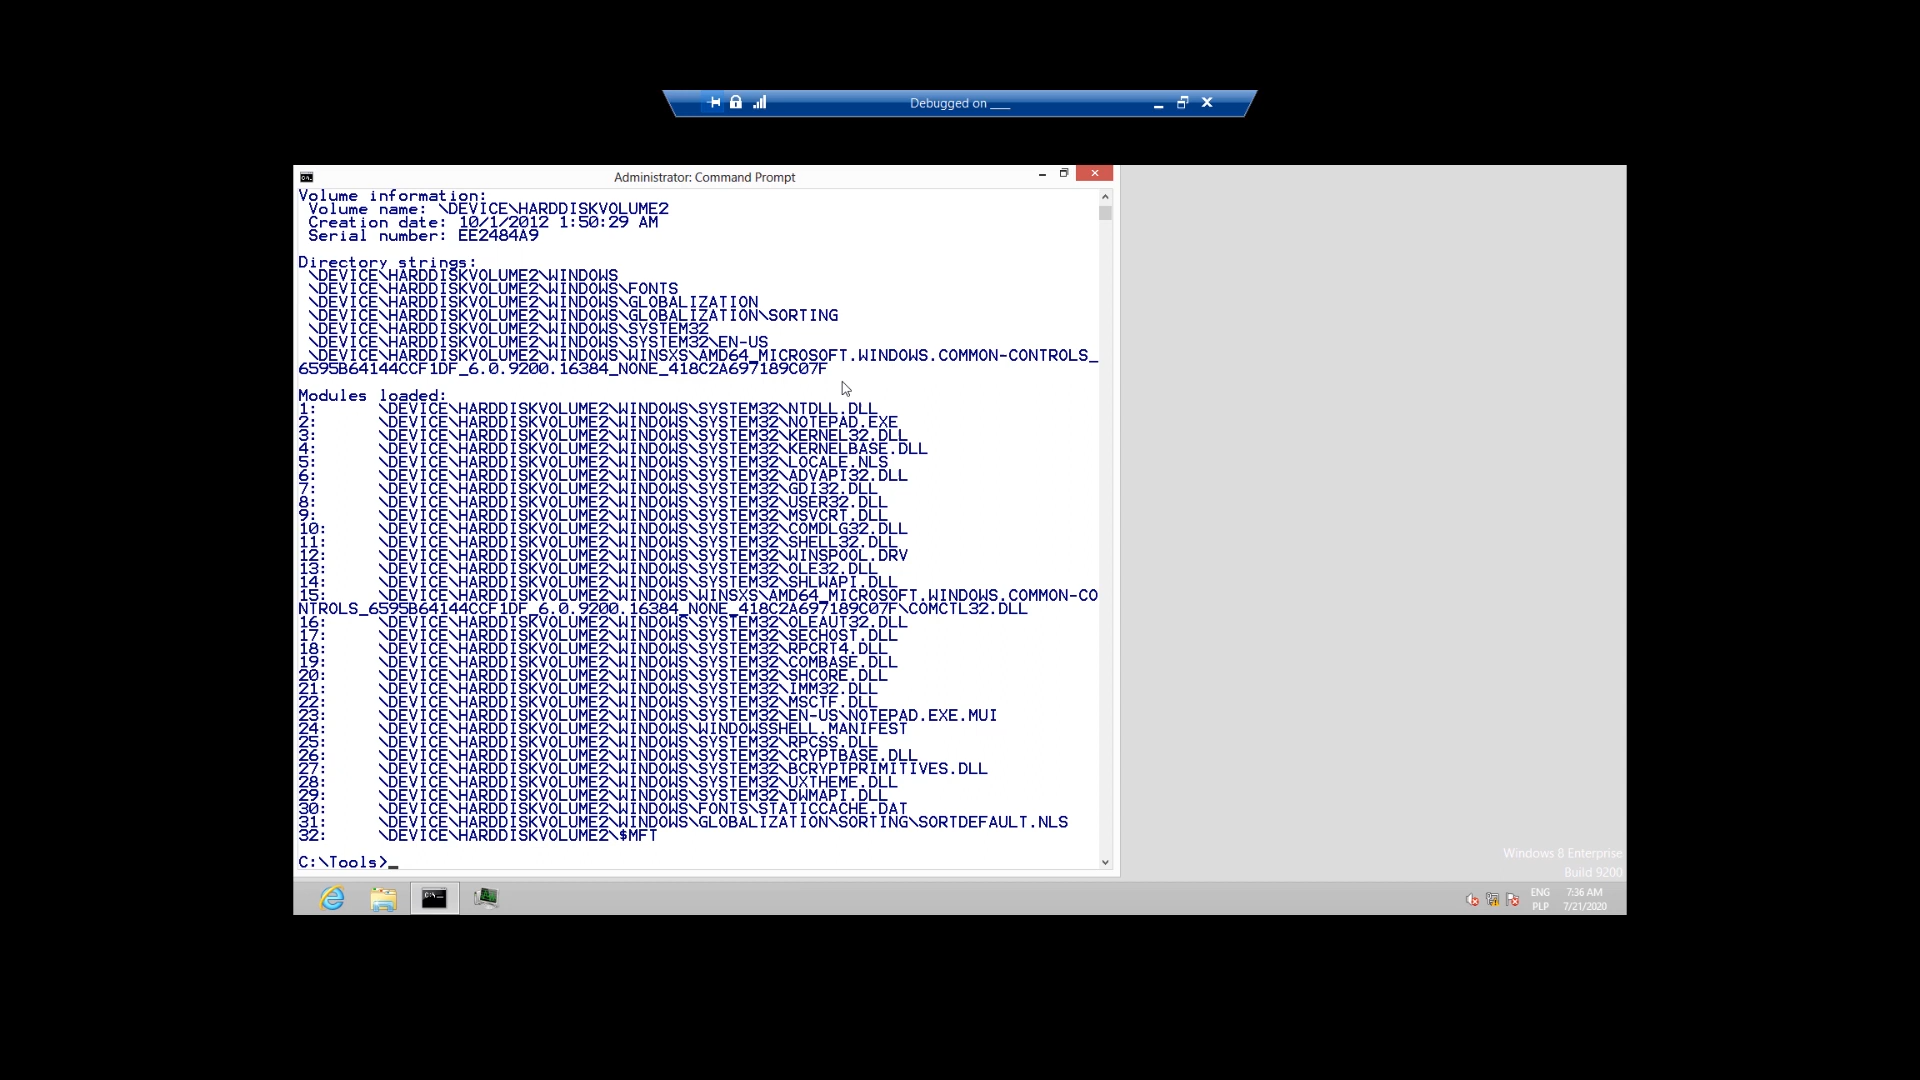 Debugged on ___
Administrator: Command Prompt
Volume information:
Volume name: \DEVICE\HARDDISKVOLUME2
Creation date: 10/1/2012 1:50:29 AM
Serial number: EE2484A9
Directory strings:
\DEVICE\HARDDISKVOLUME2\WINDOWS
\DEVICE\HARDDISKVOLUME2\WINDOWS\FONTS
\DEVICE\HARDDISKVOLUME2\WINDOWS\GLOBALIZATION
\DEVICE\HARDDISKVOLUME2\WINDOWS\GLOBALIZATION\SORTING
\DEVICE\HARDDISKVOLUME2\WINDOWS\SYSTEM32
\DEVICE\HARDDISKVOLUME2\WINDOWS\SYSTEM32\EN-US
\DEVICE\HARDDISKVOLUME2\WINDOWS\WINSXS\AMD64_MICROSOFT.WINDOWS.COMMON-CONTROLS_
6595B64144CCF1DF_6.0.9200.16384_NONE_418C2A697189C07F
Modules loaded:
1: \DEVICE\HARDDISKVOLUME2\WINDOWS\SYSTEM32\NTDLL.DLL
2: \DEVICE\HARDDISKVOLUME2\WINDOWS\SYSTEM32\NOTEPAD.EXE
3: \DEVICE\HARDDISKVOLUME2\WINDOWS\SYSTEM32\KERNEL32.DLL
4: \DEVICE\HARDDISKVOLUME2\WINDOWS\SYSTEM32\KERNELBASE.DLL
5: \DEVICE\HARDDISKVOLUME2\WINDOWS\SYSTEM32\LOCALE.NLS
6: \DEVICE\HARDDISKVOLUME2\WINDOWS\SYSTEM32\ADVAPI32.DLL
7: \DEVICE\HARDDISKVOLUME2\WINDOWS\SYSTEM32\GDI32.DLL
8: \DEVICE\HARDDISKVOLUME2\WINDOWS\SYSTEM32\USER32.DLL
9: \DEVICE\HARDDISKVOLUME2\WINDOWS\SYSTEM32\MSVCRT.DLL
10: \DEVICE\HARDDISKVOLUME2\WINDOWS\SYSTEM32\COMDLG32.DLL
11: \DEVICE\HARDDISKVOLUME2\WINDOWS\SYSTEM32\SHELL32.DLL
12: \DEVICE\HARDDISKVOLUME2\WINDOWS\SYSTEM32\WINSPOOL.DRV
13: \DEVICE\HARDDISKVOLUME2\WINDOWS\SYSTEM32\OLE32.DLL
14: \DEVICE\HARDDISKVOLUME2\WINDOWS\SYSTEM32\SHLWAPI.DLL
15: \DEVICE\HARDDISKVOLUME2\WINDOWS\WINSXS\AMD64_MICROSOFT.WINDOWS.COMMON-CO
NTROLS_6595B64144CCF1DF_6.0.9200.16384_NONE_418C2A697189C07F\COMCTL32.DLL
16: \DEVICE\HARDDISKVOLUME2\WINDOWS\SYSTEM32\OLEAUT32.DLL
17: \DEVICE\HARDDISKVOLUME2\WINDOWS\SYSTEM32\SECHOST.DLL
18: \DEVICE\HARDDISKVOLUME2\WINDOWS\SYSTEM32\RPCRT4.DLL
19: \DEVICE\HARDDISKVOLUME2\WINDOWS\SYSTEM32\COMBASE.DLL
20: \DEVICE\HARDDISKVOLUME2\WINDOWS\SYSTEM32\SHCORE.DLL
21: \DEVICE\HARDDISKVOLUME2\WINDOWS\SYSTEM32\IMM32.DLL
22: \DEVICE\HARDDISKVOLUME2\WINDOWS\SYSTEM32\MSCTF.DLL
23: \DEVICE\HARDDISKVOLUME2\WINDOWS\SYSTEM32\EN-US\NOTEPAD.EXE.MUI
24: \DEVICE\HARDDISKVOLUME2\WINDOWS\WINDOWSSHELL.MANIFEST
25: \DEVICE\HARDDISKVOLUME2\WINDOWS\SYSTEM32\RPCSS.DLL
26: \DEVICE\HARDDISKVOLUME2\WINDOWS\SYSTEM32\CRYPTBASE.DLL
27: \DEVICE\HARDDISKVOLUME2\WINDOWS\SYSTEM32\BCRYPTPRIMITIVES.DLL
28: \DEVICE\HARDDISKVOLUME2\WINDOWS\SYSTEM32\UXTHEME.DLL
29: \DEVICE\HARDDISKVOLUME2\WINDOWS\SYSTEM32\DWMAPI.DLL
30: \DEVICE\HARDDISKVOLUME2\WINDOWS\FONTS\STATICCACHE.DAT
31: \DEVICE\HARDDISKVOLUME2\WINDOWS\GLOBALIZATION\SORTING\SORTDEFAULT.NLS
32: \DEVICE\HARDDISKVOLUME2\$MFT
C:\Tools>_
Windows 8 Enterprise
Build 9200
ENG 7:36 AM
PLP 7/21/2020